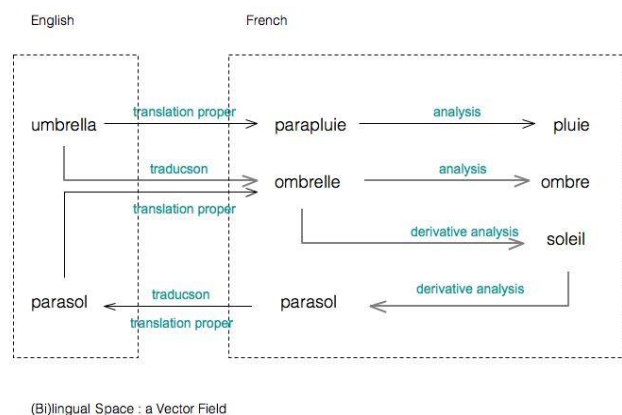 English French
translation proper analysis
umbrella parapluie pluie
traducson analysis
ombrelle ombre
translation proper
derivative analysis soleil
traducson derivative analysis
parasol parasol
translation proper
(Bi)lingual Space : a Vector Field